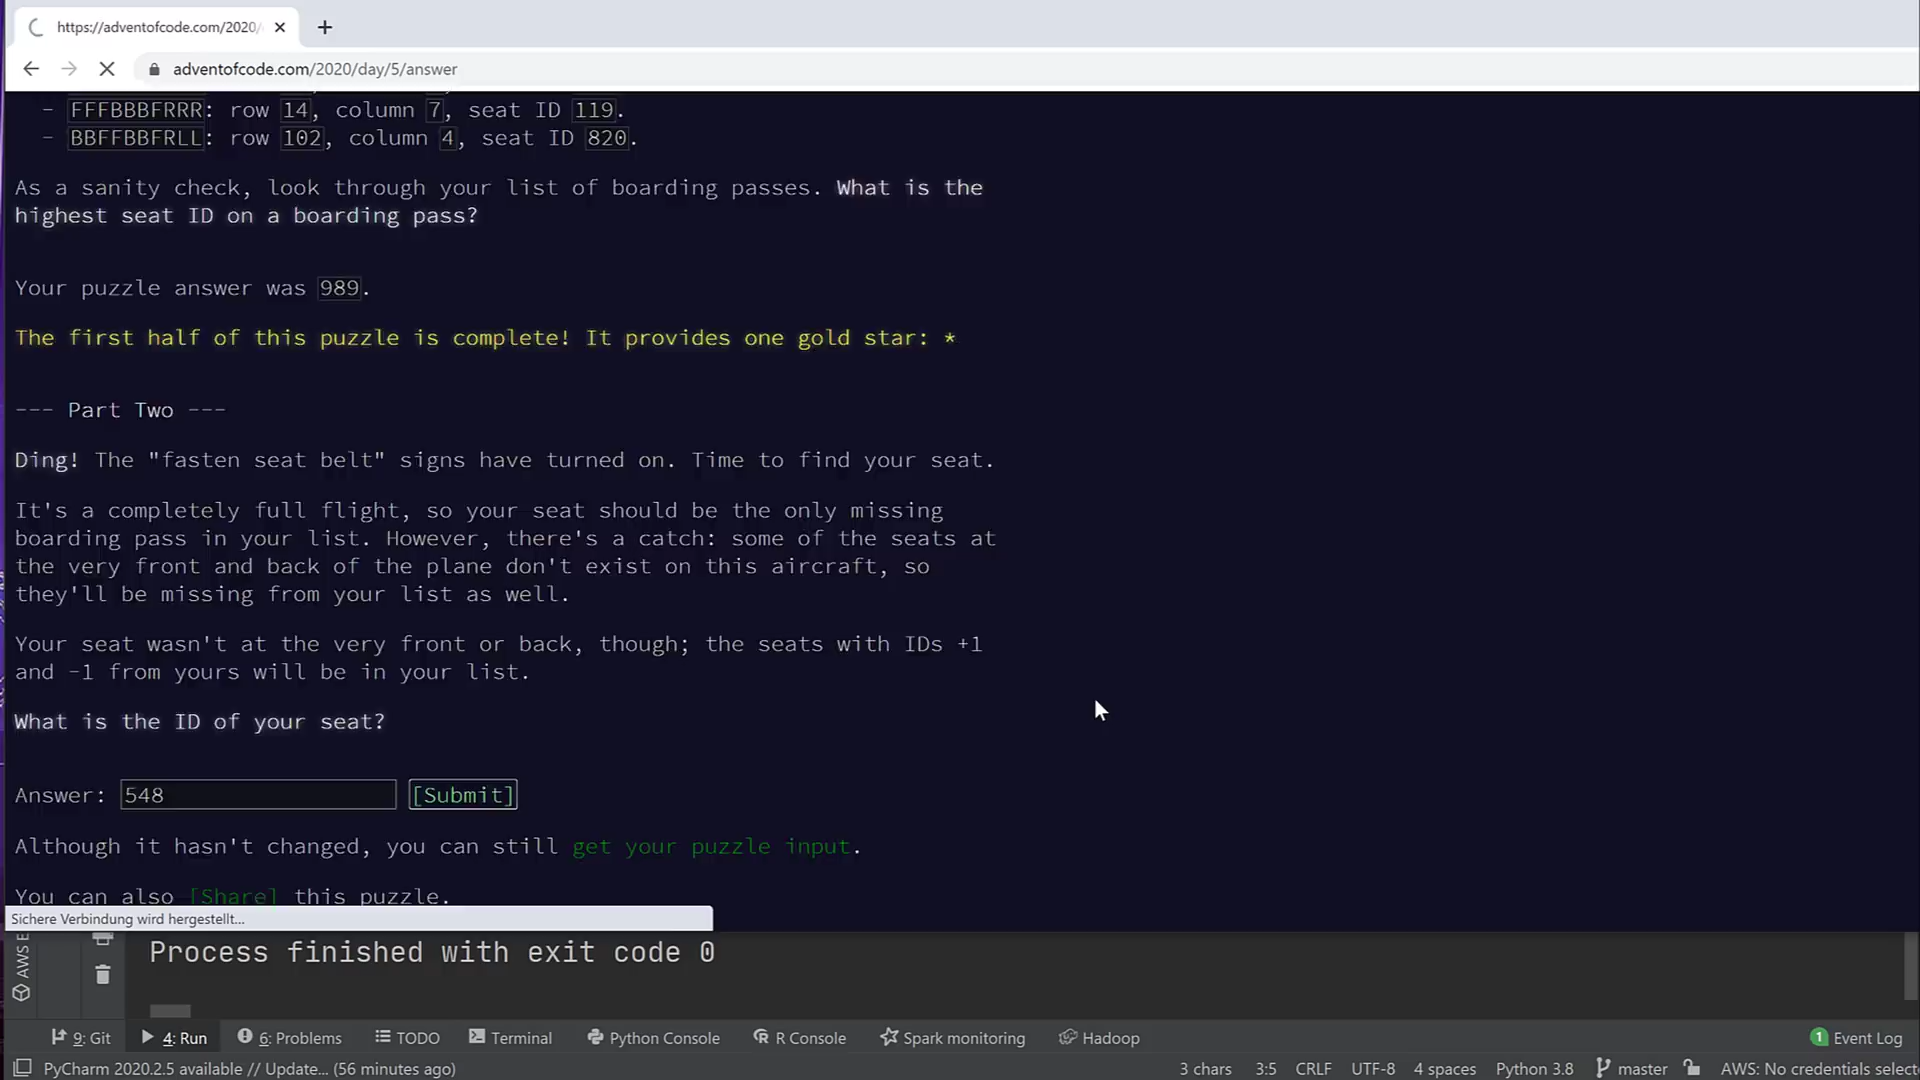 https://adventofcode.com/2020/
adventofcode.com/2020/day/5/answer
- FFFBBBFRRR: row 14, column 7, seat ID 119.
- BBFFBBFRLL: row 102, column 4, seat ID 820.
As a sanity check, look through your list of boarding passes. What is the
highest seat ID on a boarding pass?
Your puzzle answer was 989.
The first half of this puzzle is complete! It provides one gold star: *
--- Part Two ---
Ding! The "fasten seat belt" signs have turned on. Time to find your seat.
It's a completely full flight, so your seat should be the only missing
boarding pass in your list. However, there's a catch: some of the seats at
the very front and back of the plane don't exist on this aircraft, so
they'll be missing from your list as well.
Your seat wasn't at the very front or back, though; the seats with IDs +1
and -1 from yours will be in your list.
What is the ID of your seat?
Answer: 548 [Submit]
Although it hasn't changed, you can still get your puzzle input.
You can also [Share] this puzzle.
Sichere Verbindung wird hergestellt...
AWS E
Process finished with exit code 0
9: Git 4: Run 6: Problems TODO Terminal Python Console R Console Spark monitoring Hadoop 1 Event Log
PyCharm 2020.2.5 available // Update... (56 minutes ago) 3 chars 3:5 CRLF UTF-8 4 spaces Python 3.8 master AWS: No credentials select